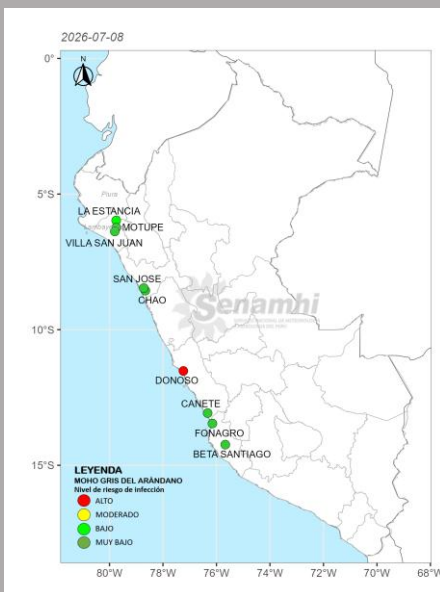 2026-07-08
N
0°
5°S
10°S
15°S
Piura
LA ESTANCIA
MOTUPE
VILLA SAN JUAN
SAN JOSE
CHAO
Senamhi
DONOSO
CANETE
FONAGRO
BETA SANTIAGO
LEYENDA
MOHO GRIS DEL ARÁNDANO
Nivel de riesgo de infección
ALTO
MODERADO
BAJO
MUY BAJO
80°W 78°W 76°W 74°W 72°W 70°W 68°W